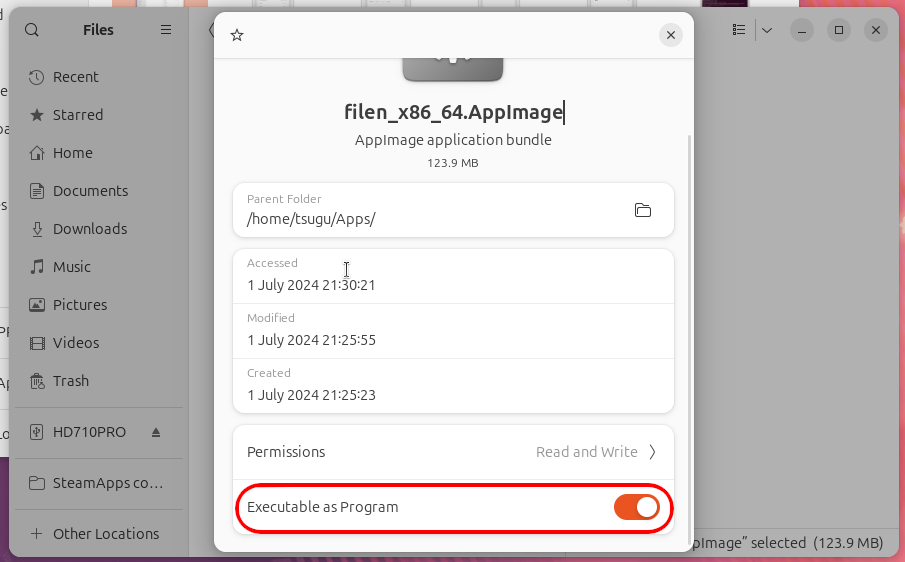 Files
Recent
Starred
Home
Documents
Downloads
Music
Pictures
Videos
Trash
HD710PRO
SteamApps co…
Other Locations
filen_x86_64.AppImage
AppImage application bundle
123.9 MB
Parent Folder
/home/tsugu/Apps/
Accessed
1 July 2024 21:30:21
Modified
1 July 2024 21:25:55
Created
1 July 2024 21:25:23
Permissions
Read and Write
Executable as Program
pImage” selected (123.9 MB)